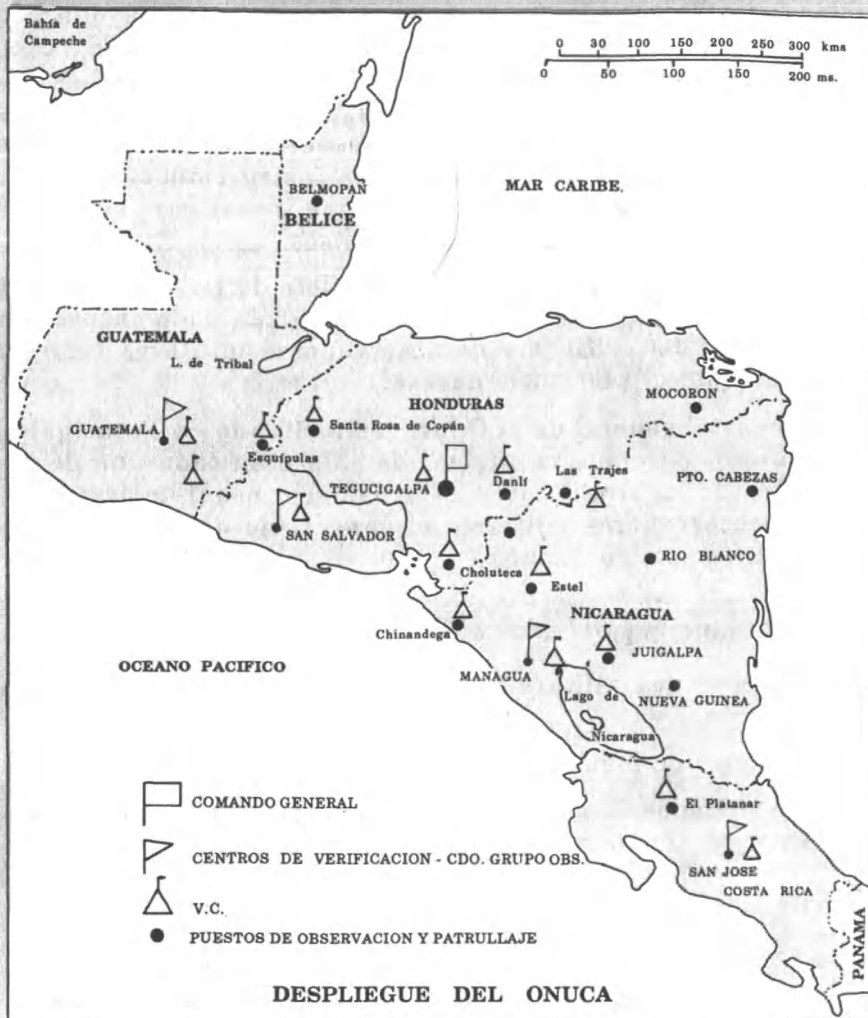 Bahía de
Campeche
0 30 100 150 200 250 300 kms
0 50 100 150 200 ms.
BELMOPAN
BELICE
MAR CARIBE.
GUATEMALA
L. de Tribal
HONDURAS
MOCORON
GUATEMALA
Esquípulas
Santa Rosa de Copán
TEGUCIGALPA
Danlí
Las Trajes
PTO. CABEZAS
SAN SALVADOR
Choluteca
RIO BLANCO
Estel
NICARAGUA
Chinandega
OCEANO PACIFICO
MANAGUA
JUIGALPA
Lago de
Nicaragua
NUEVA GUINEA
El Platanar
SAN JOSE
COSTA RICA
PANAMA
COMANDO GENERAL
CENTROS DE VERIFICACION - CDO. GRUPO OBS.
V.C.
PUESTOS DE OBSERVACION Y PATRULLAJE
DESPLIEGUE DEL ONUCA